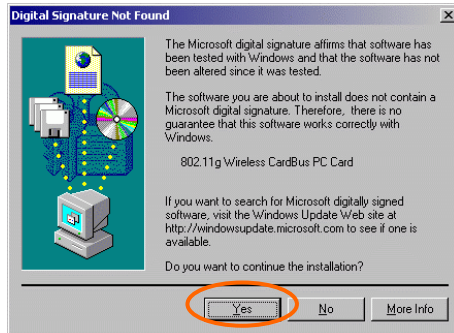 Digital Signature Not Found
The Microsoft digital signature affirms that software has
been tested with Windows and that the software has not
been altered since it was tested.
The software you are about to install does not contain a
Microsoft digital signature. Therefore, there is no
guarantee that this software works correctly with
Windows.
802.11g Wireless CardBus PC Card
If you want to search for Microsoft digitally signed
software, visit the Windows Update Web site at
http://windowsupdate.microsoft.com to see if one is
available.
Do you want to continue the installation?
Yes No More Info